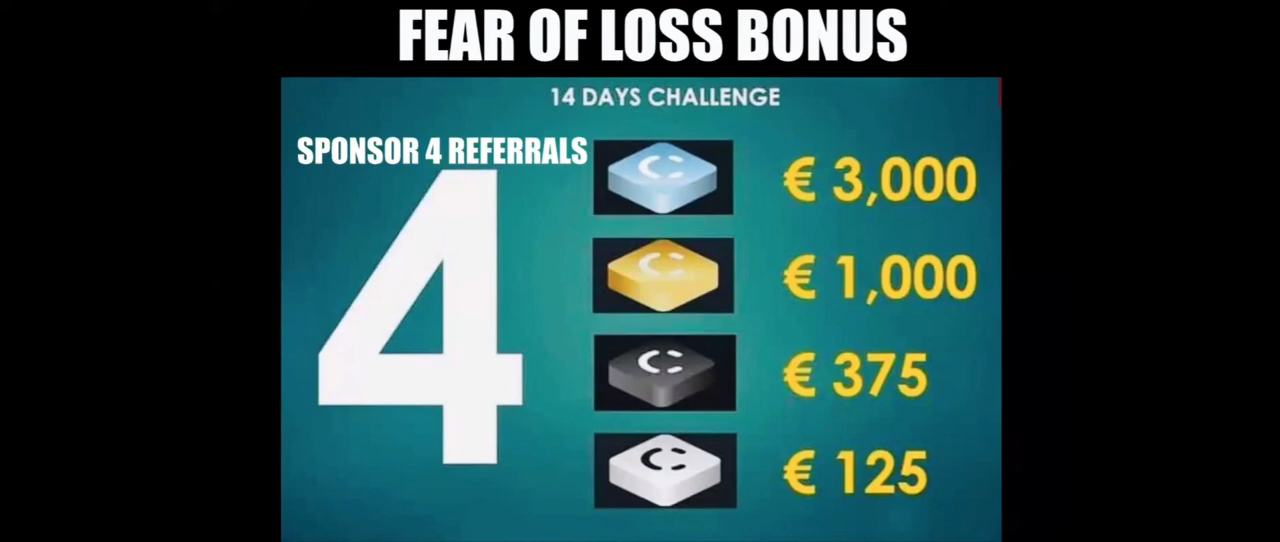 FEAR OF LOSS BONUS
14 DAYS CHALLENGE
SPONSOR 4 REFERRALS
4
€ 3,000
€ 1,000
€ 375
€ 125